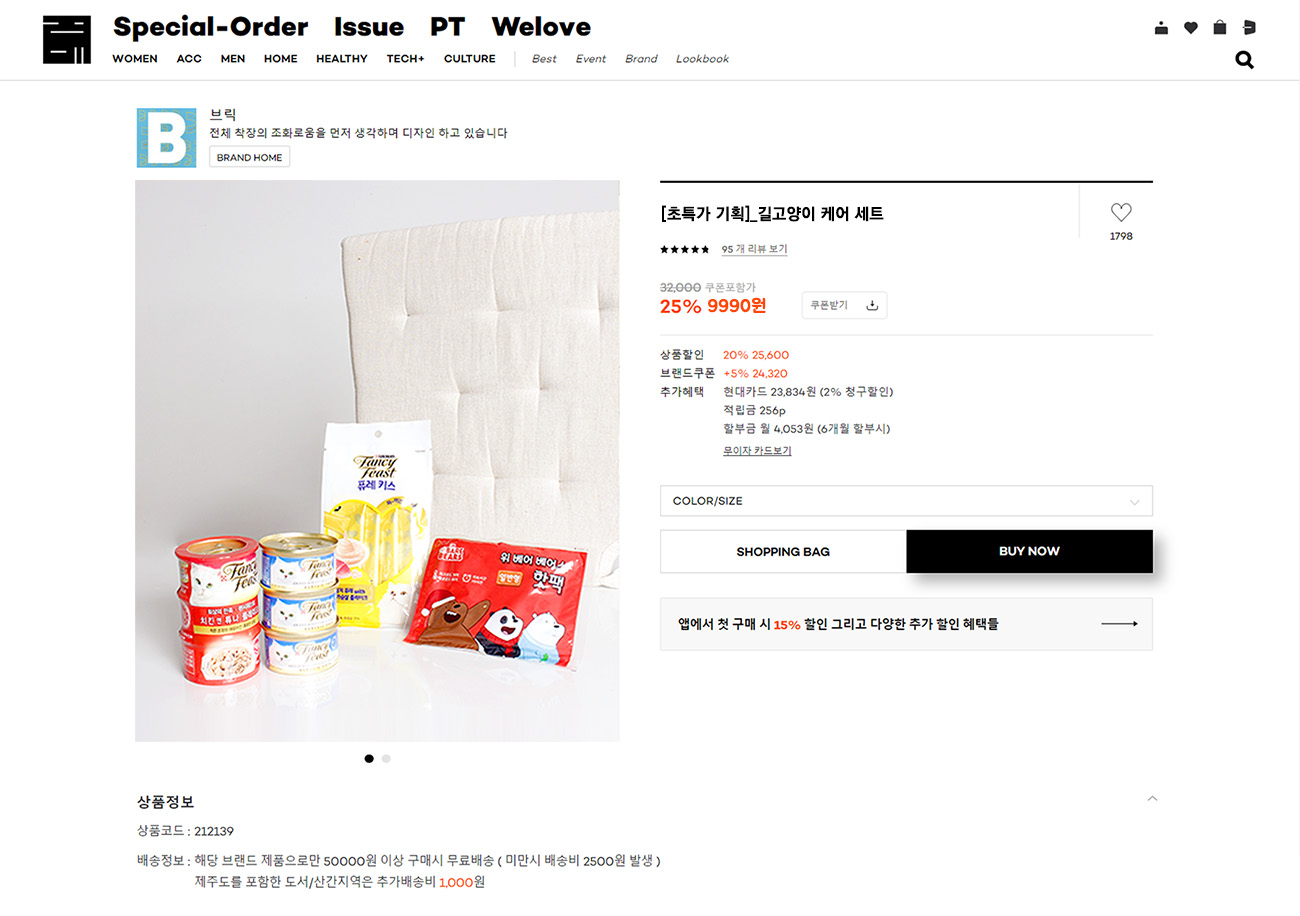 Special-Order Issue PT Welove
WOMEN ACC MEN HOME HEALTHY TECH+ CULTURE Best Event Brand Lookbook
B
브릭
전체 착장의 조화로움을 먼저 생각하며 디자인 하고 있습니다
BRAND HOME
[초특가 기획]_길고양이 케어 세트
1798
95 개 리뷰 보기
32,000 쿠폰포함가
25% 9990원
쿠폰받기
상품할인 20% 25,600
브랜드쿠폰 +5% 24,320
추가혜택 현대카드 23,834원 (2% 청구할인)
적립금 256p
할부금 월 4,053원 (6개월 할부시)
무이자 카드보기
COLOR/SIZE
SHOPPING BAG
BUY NOW
앱에서 첫 구매 시 15% 할인 그리고 다양한 추가 할인 혜택들
Fancy
Feast
퓨레 키스
위 베어 베어스
핫팩
Fancy
Feast
치킨 앤 튜나
Fancy
Feast
Fancy
Feast
Fancy
Feast
상품정보
상품코드 : 212139
배송정보 : 해당 브랜드 제품으로만 50000원 이상 구매시 무료배송 ( 미만시 배송비 2500원 발생 )
제주도를 포함한 도서/산간지역은 추가배송비 1,000원